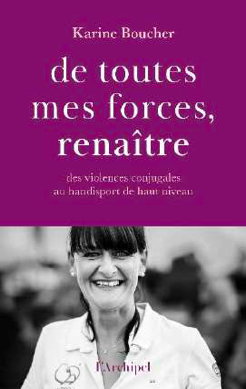 Karine Boucher
de toutes
mes forces,
renaître
des violences conjugales
au handisport de haut niveau
l'Archipel